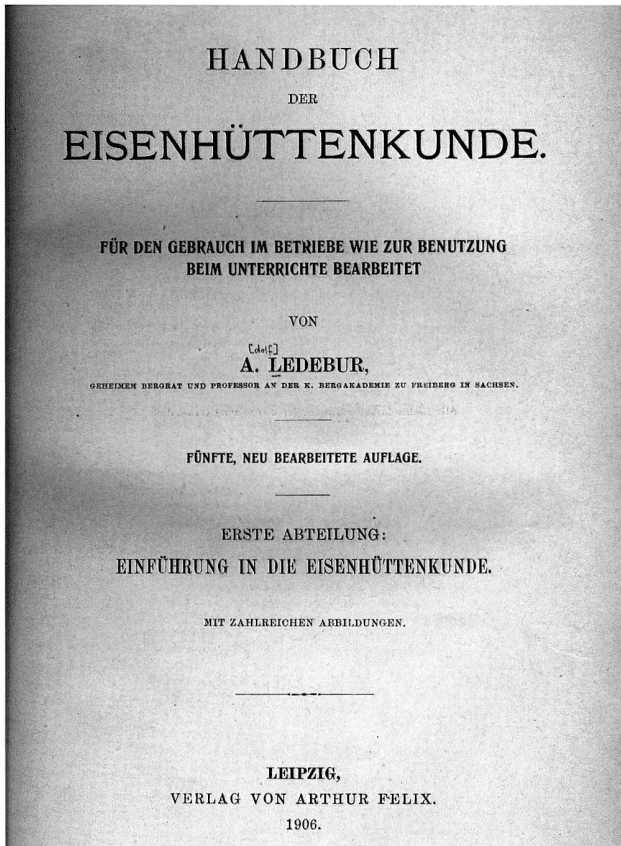 HANDBUCH
DER
EISENHÜTTENKUNDE.
FÜR DEN GEBRAUCH IM BETRIEBE WIE ZUR BENUTZUNG
BEIM UNTERRICHTE BEARBEITET
VON
[dolf]
A. LEDEBUR,
GEHEIMEM BERGRAT UND PROFESSOR AN DER K. BERGAKADEMIE ZU FREIBERG IN SACHSEN.
FÜNFTE, NEU BEARBEITETE AUFLAGE.
ERSTE ABTEILUNG:
EINFÜHRUNG IN DIE EISENHÜTTENKUNDE.
MIT ZAHLREICHEN ABBILDUNGEN.
LEIPZIG,
VERLAG VON ARTHUR FELIX.
1906.